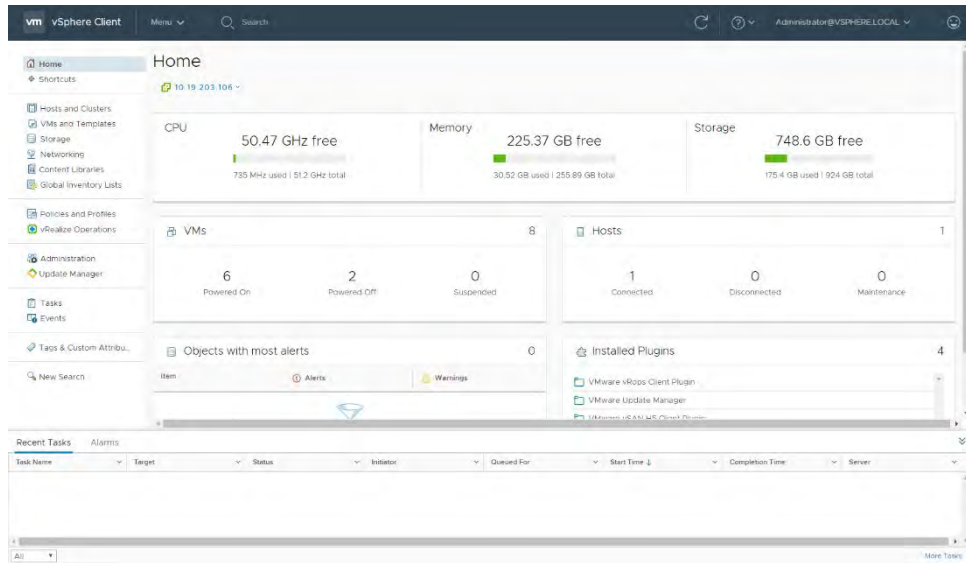 vm vSphere Client Menu Search Administrator@VSPHERE.LOCAL
Home
Shortcuts
Hosts and Clusters
VMs and Templates
Storage
Networking
Content Libraries
Global Inventory Lists
Policies and Profiles
vRealize Operations
Administration
Update Manager
Tasks
Events
Tags & Custom Attribu...
New Search
Home
10.19.203.106
CPU
50.47 GHz free
735 MHz used | 51.2 GHz total
Memory
225.37 GB free
30.52 GB used | 255.89 GB total
Storage
748.6 GB free
175.4 GB used | 924 GB total
VMs 8
6 2 0
Powered On Powered Off Suspended
Hosts 1
1 0 0
Connected Disconnected Maintenance
Objects with most alerts 0
Item Alerts Warnings
Installed Plugins 4
VMware vRops Client Plugin
VMware Update Manager
VMware vSAN H5 Client Plugin
Recent Tasks Alarms
Task Name Target Status Initiator Queued For Start Time ↓ Completion Time Server
All More Tasks